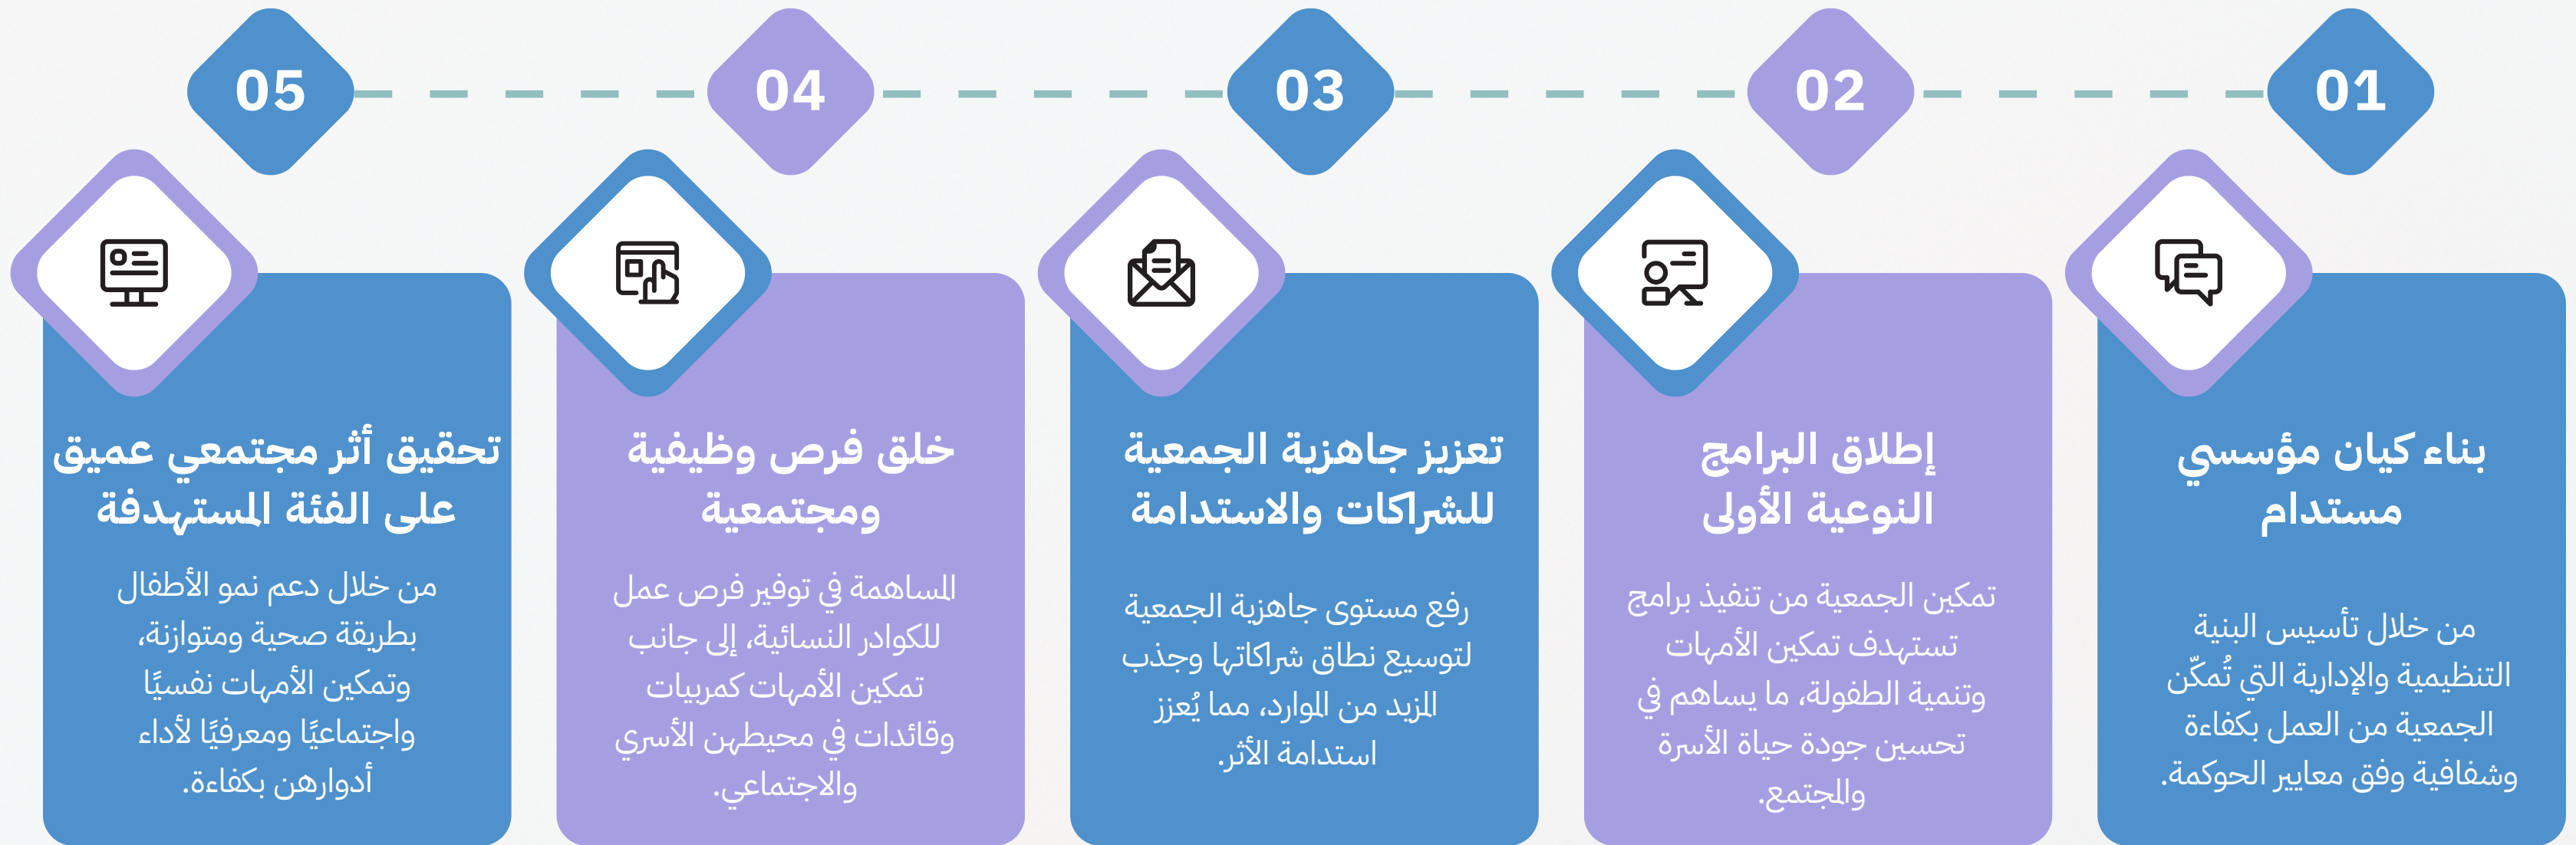 01
بناء كيان مؤسسي
مستدام
من خلال تأسيس البنية
التنظيمية والإدارية التي تُمكّن
الجمعية من العمل بكفاءة
وشفافية وفق معايير الحوكمة.
02
إطلاق البرامج
النوعية الأولى
تمكين الجمعية من تنفيذ برامج
تستهدف تمكين الأمهات
وتنمية الطفولة، ما يساهم في
تحسين جودة حياة الأسرة
والمجتمع.
03
تعزيز جاهزية الجمعية
للشراكات والاستدامة
رفع مستوى جاهزية الجمعية
لتوسيع نطاق شراكاتها وجذب
المزيد من الموارد، مما يُعزز
استدامة الأثر.
04
خلق فرص وظيفية
ومجتمعية
المساهمة في توفير فرص عمل
للكوادر النسائية، إلى جانب
تمكين الأمهات كمربيات
وقائدات في محيطهن الأسري
والاجتماعي.
05
تحقيق أثر مجتمعي عميق
على الفئة المستهدفة
من خلال دعم نمو الأطفال
بطريقة صحية ومتوازنة،
وتمكين الأمهات نفسيًا
واجتماعيًا ومعرفيًا لأداء
أدوارهن بكفاءة.